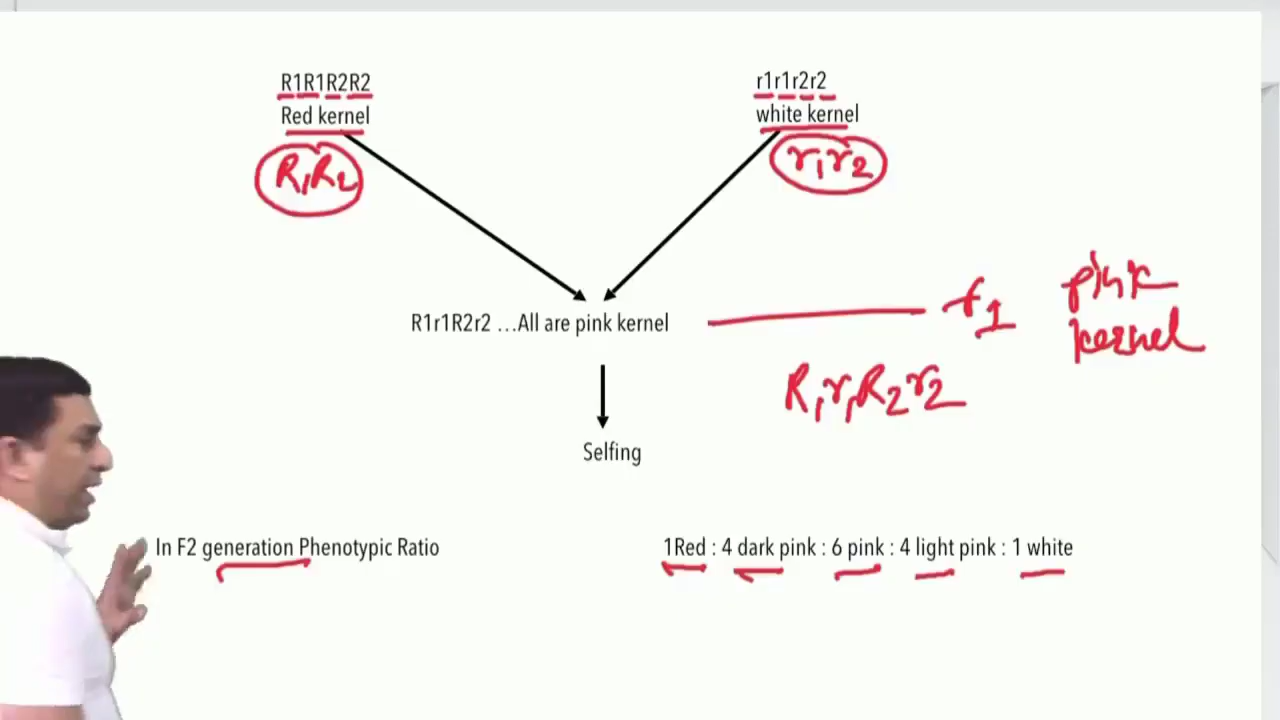 R1R1R2R2
Red kernel
R1R2
r1r1r2r2
white kernel
r1r2
R1r1R2r2 ...All are pink kernel
f1
pink
kernel
R1r1R2r2
Selfing
In F2 generation Phenotypic Ratio
1Red : 4 dark pink : 6 pink : 4 light pink : 1 white